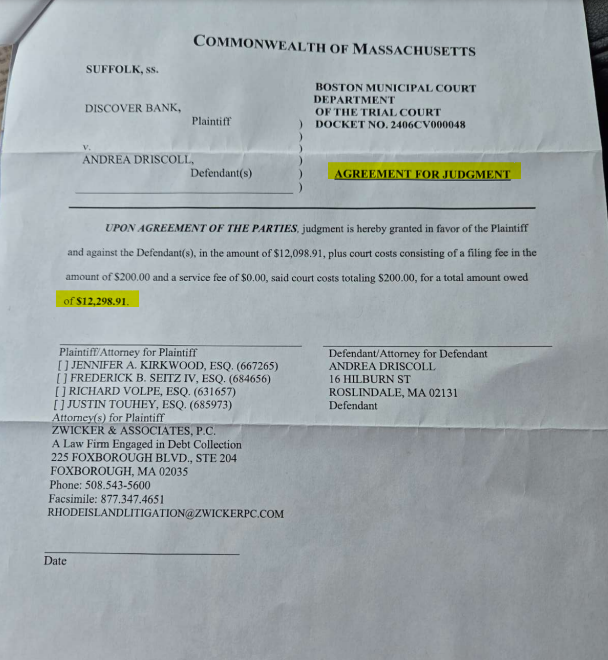 COMMONWEALTH OF MASSACHUSETTS
SUFFOLK, ss.
BOSTON MUNICIPAL COURT
DEPARTMENT
OF THE TRIAL COURT
DOCKET NO. 2406CV000048
DISCOVER BANK,
Plaintiff
)
)
v.
)
ANDREA DRISCOLL,
)
Defendant(s)
)
)
AGREEMENT FOR JUDGMENT
UPON AGREEMENT OF THE PARTIES, judgment is hereby granted in favor of the Plaintiff
and against the Defendant(s), in the amount of $12,098.91, plus court costs consisting of a filing fee in the
amount of $200.00 and a service fee of $0.00, said court costs totaling $200.00, for a total amount owed
of $12,298.91.
Plaintiff/Attorney for Plaintiff
[ ] JENNIFER A. KIRKWOOD, ESQ. (667265)
[ ] FREDERICK B. SEITZ IV, ESQ. (684656)
[ ] RICHARD VOLPE, ESQ. (631657)
[ ] JUSTIN TOUHEY, ESQ. (685973)
Attorney(s) for Plaintiff
ZWICKER & ASSOCIATES, P.C.
A Law Firm Engaged in Debt Collection
225 FOXBOROUGH BLVD., STE 204
FOXBOROUGH, MA 02035
Phone: 508.543-5600
Facsimile: 877.347.4651
RHODEISLANDLITIGATION@ZWICKERPC.COM
Defendant/Attorney for Defendant
ANDREA DRISCOLL
16 HILBURN ST
ROSLINDALE, MA 02131
Defendant
Date